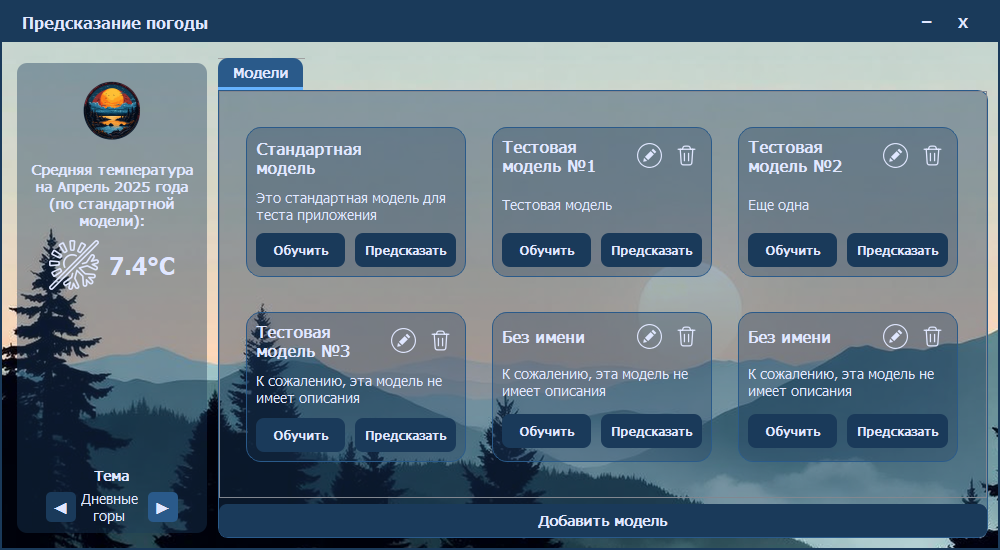 Предсказание погоды
– X
Модели
Средняя температура
на Апрель 2025 года
(по стандартной
модели):
7.4°C
Тема
◀ Дневные ▶
горы
Стандартная
модель
Это стандартная модель для
теста приложения
Обучить Предсказать
Тестовая
модель №1
Тестовая модель
Обучить Предсказать
Тестовая
модель №2
Еще одна
Обучить Предсказать
Тестовая
модель №3
К сожалению, эта модель не
имеет описания
Обучить Предсказать
Без имени
К сожалению, эта модель не
имеет описания
Обучить Предсказать
Без имени
К сожалению, эта модель не
имеет описания
Обучить Предсказать
Добавить модель